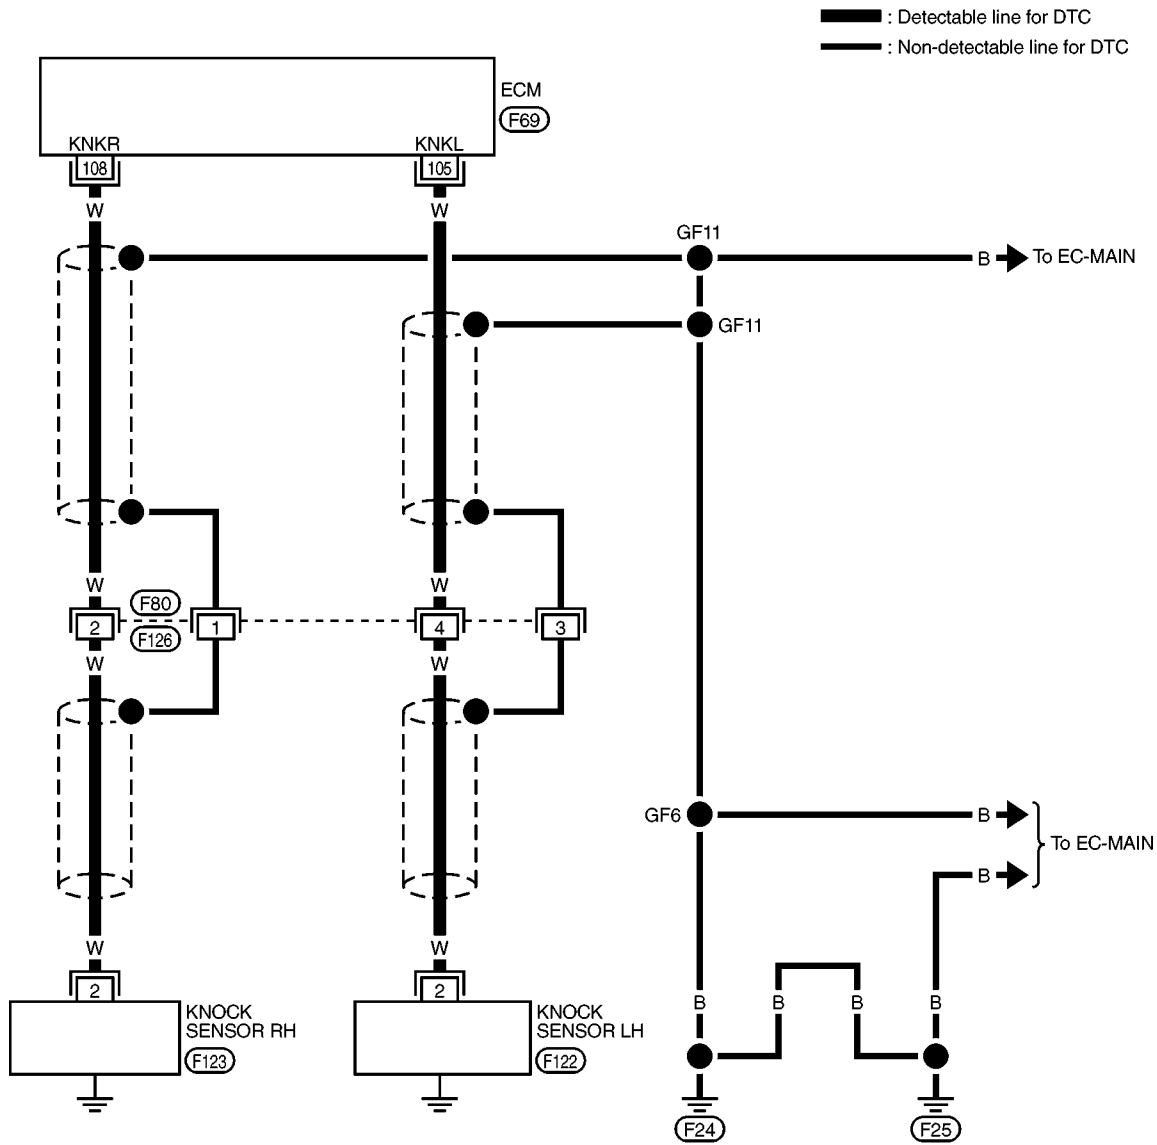 : Detectable line for DTC
: Non-detectable line for DTC
ECM
F69
KNKR
KNKL
108
105
W
W
GF11
B
To EC-MAIN
GF11
W
W
F80
2
1
4
3
F126
W
W
GF6
B
To EC-MAIN
B
W
W
2
2
B
B
B
B
KNOCK
SENSOR RH
F123
KNOCK
SENSOR LH
F122
F24
F25